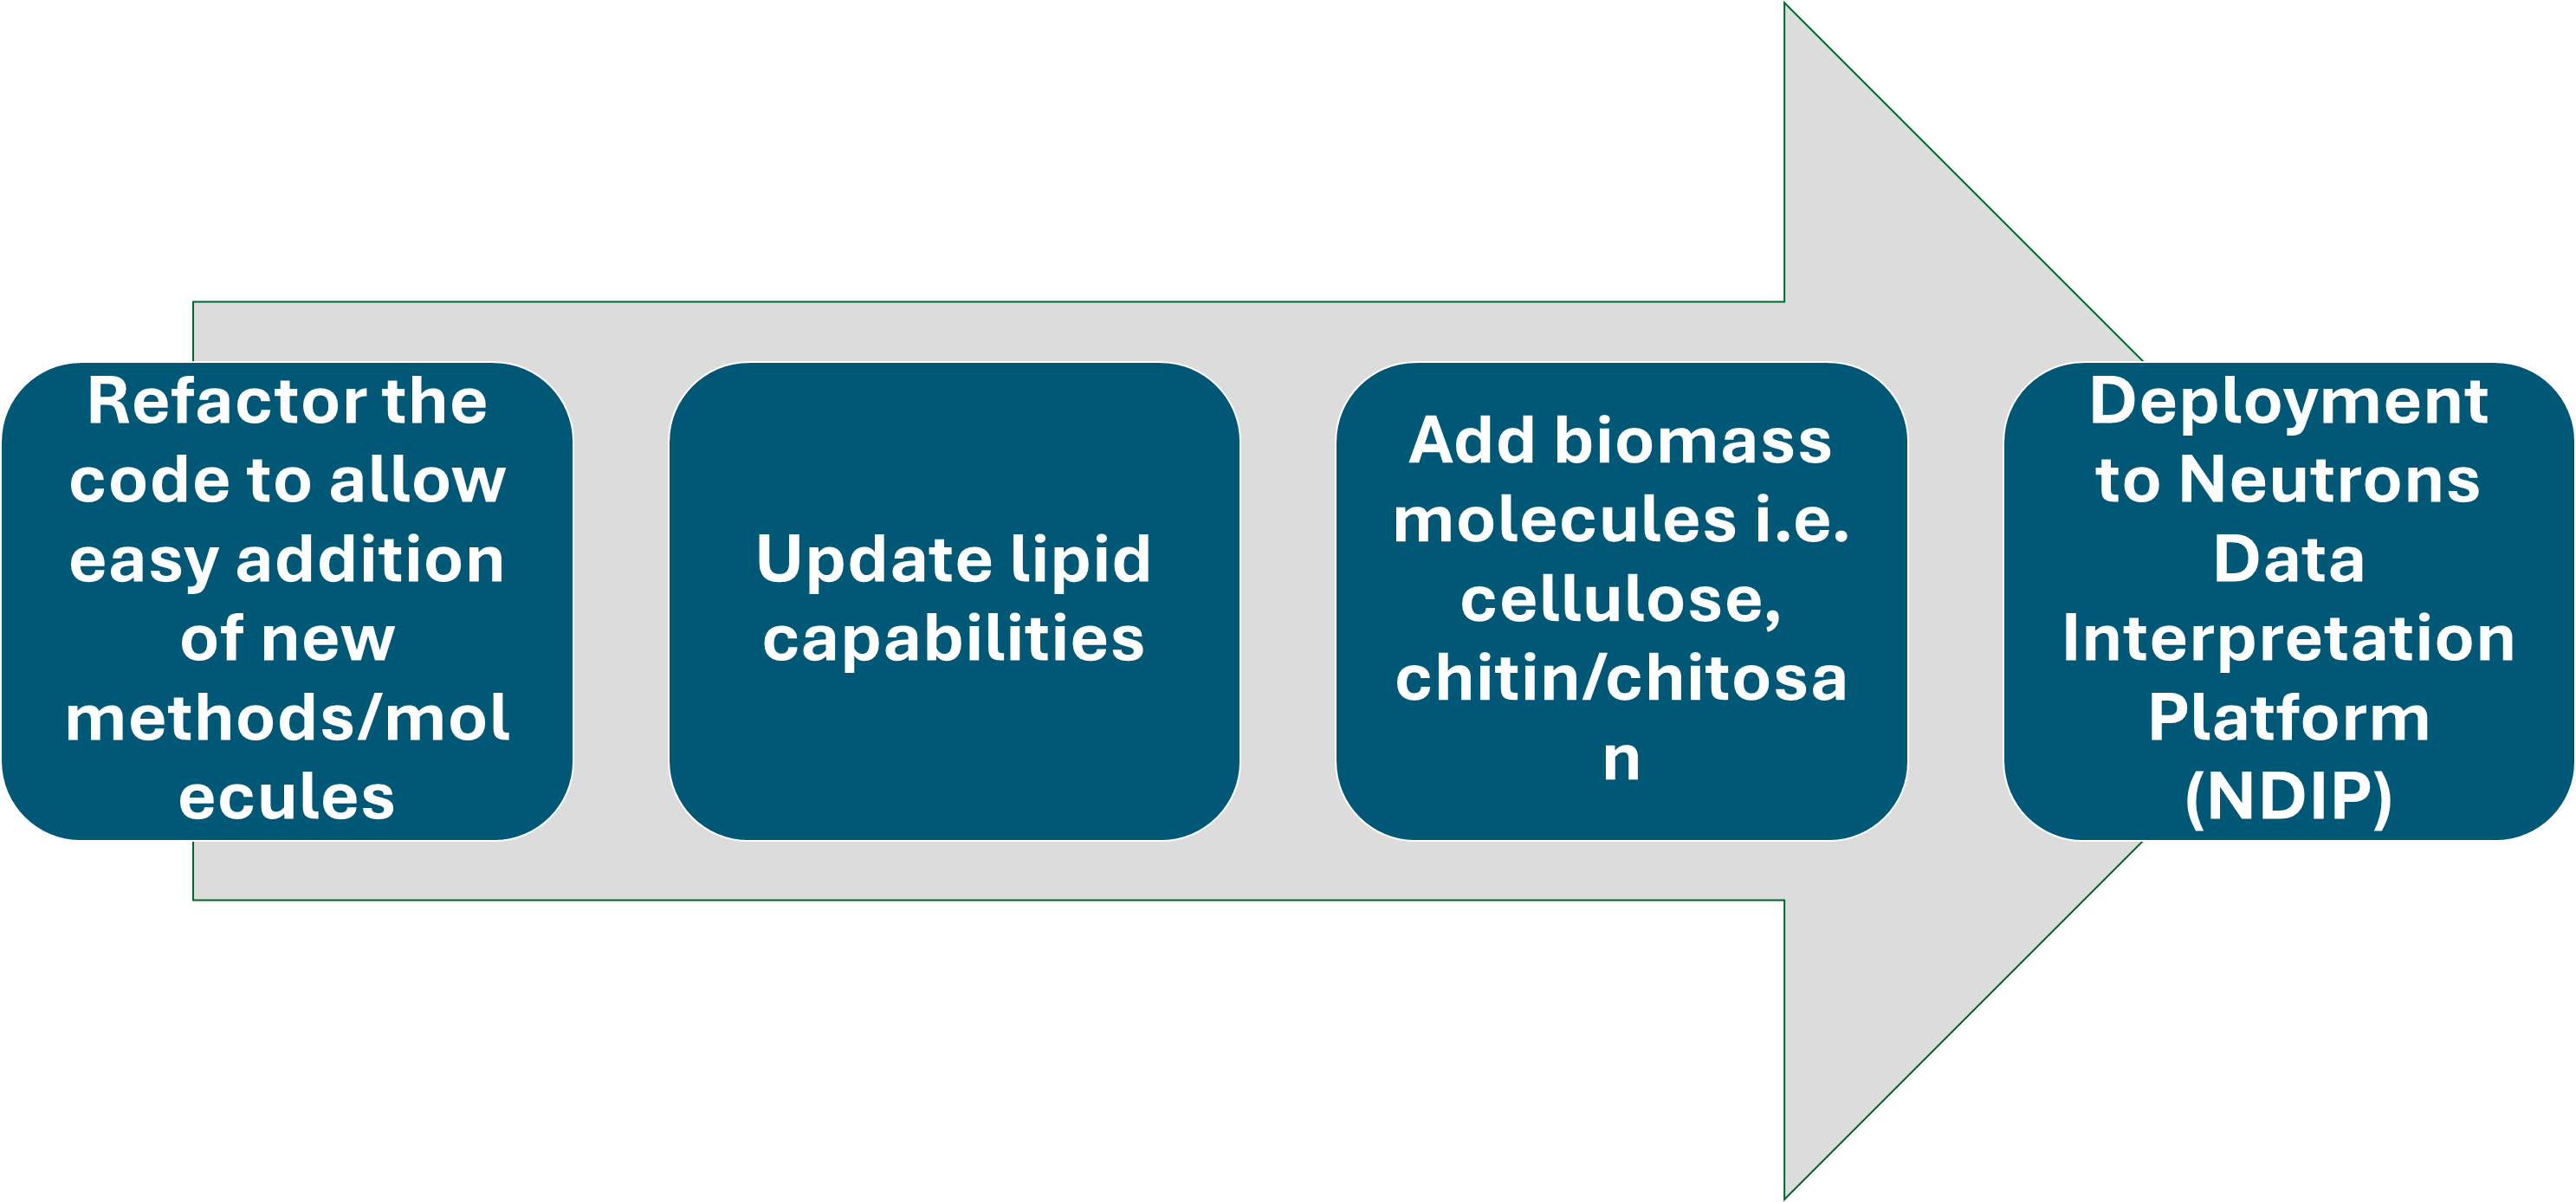 Refactor the
code to allow
easy addition
of new
methods/mol
ecules
Update lipid
capabilities
Add biomass
molecules i.e.
cellulose,
chitin/chitosa
n
Deployment
to Neutrons
Data
Interpretation
Platform
(NDIP)